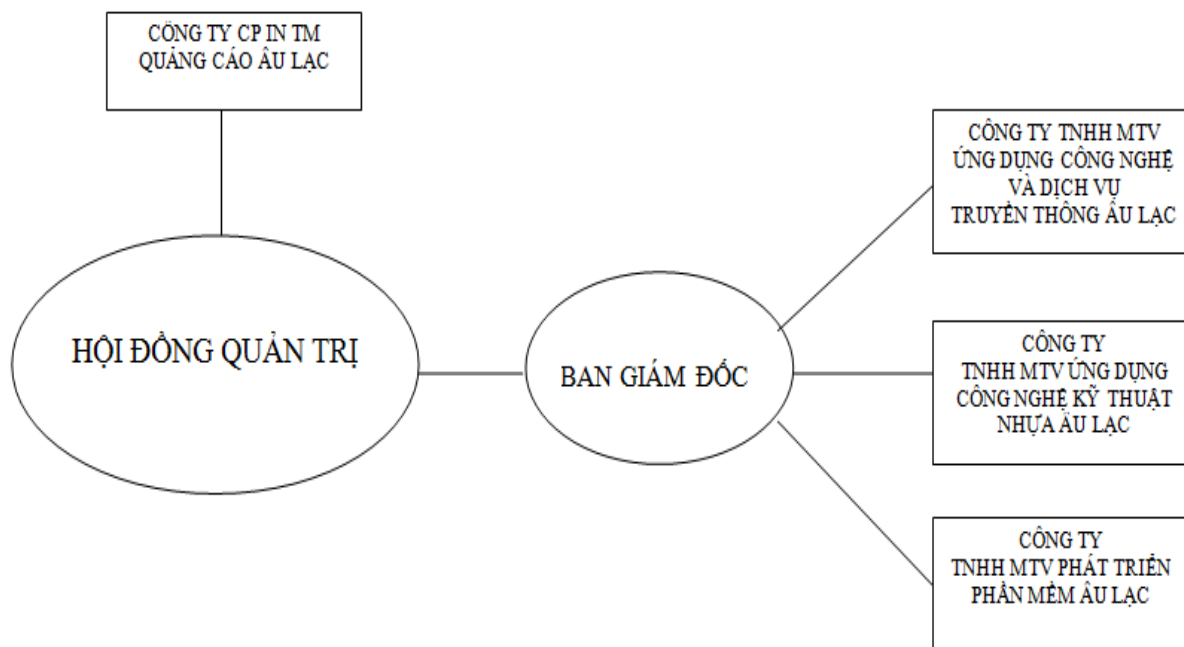 CÔNG TY CP IN TM
QUẢNG CÁO ÂU LẠC
HỘI ĐỒNG QUẢN TRỊ
BAN GIÁM ĐỐC
CÔNG TY TNHH MTV
ỨNG DỤNG CÔNG NGHỆ
VÀ DỊCH VỤ
TRUYỀN THÔNG ÂU LẠC
CÔNG TY
TNHH MTV ỨNG DỤNG
CÔNG NGHỆ KỸ THUẬT
NHỰA ÂU LẠC
CÔNG TY
TNHH MTV PHÁT TRIỂN
PHẦN MỀM ÂU LẠC